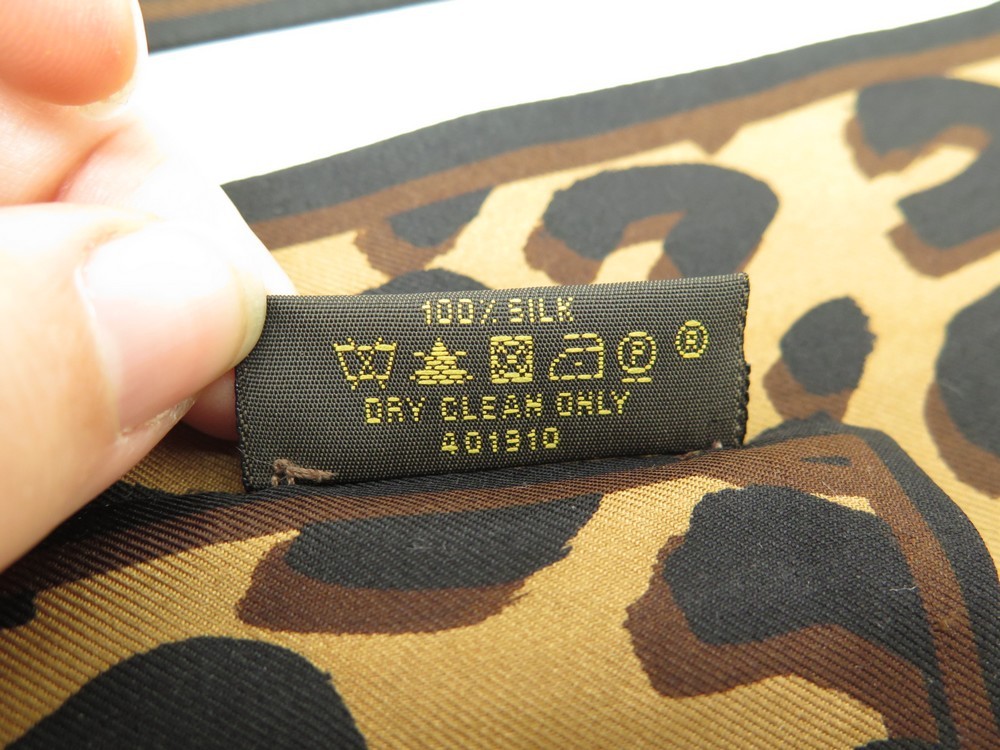 100% SILK
F ®
DRY CLEAN ONLY
401910